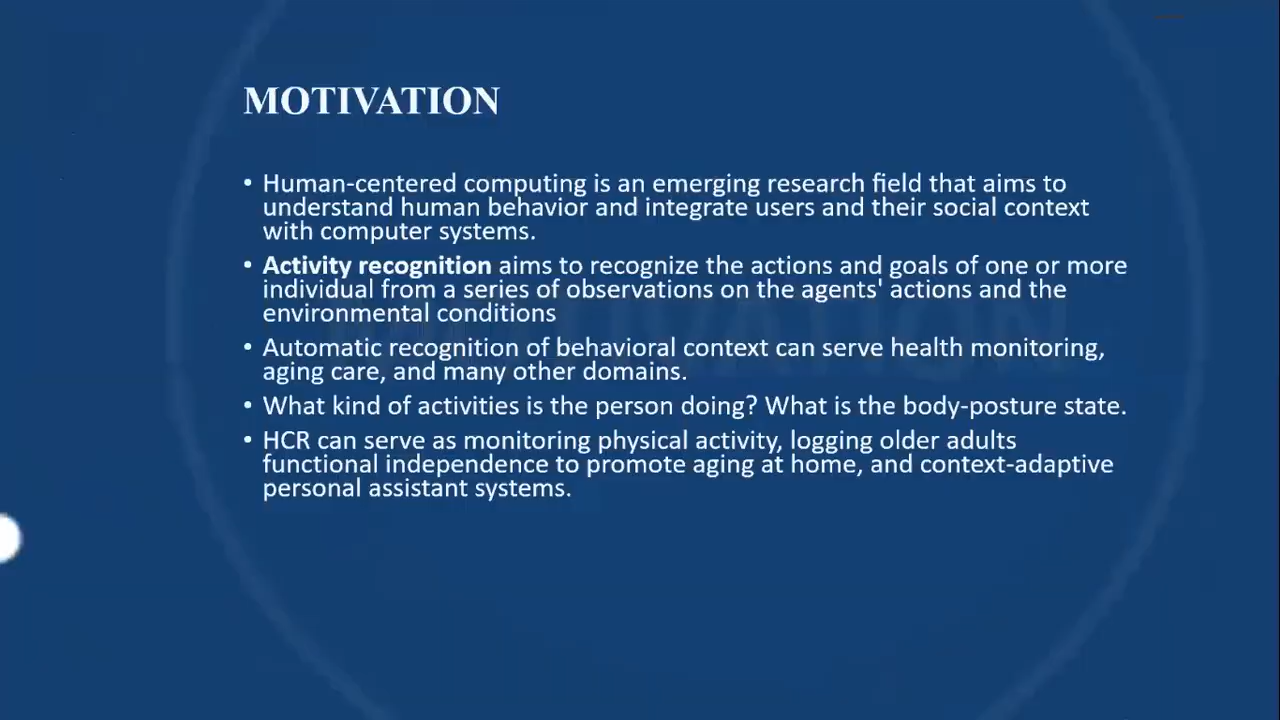 MOTIVATION
• Human-centered computing is an emerging research field that aims to
understand human behavior and integrate users and their social context
with computer systems.
• Activity recognition aims to recognize the actions and goals of one or more
individual from a series of observations on the agents' actions and the
environmental conditions
• Automatic recognition of behavioral context can serve health monitoring,
aging care, and many other domains.
• What kind of activities is the person doing? What is the body-posture state.
• HCR can serve as monitoring physical activity, logging older adults
functional independence to promote aging at home, and context-adaptive
personal assistant systems.